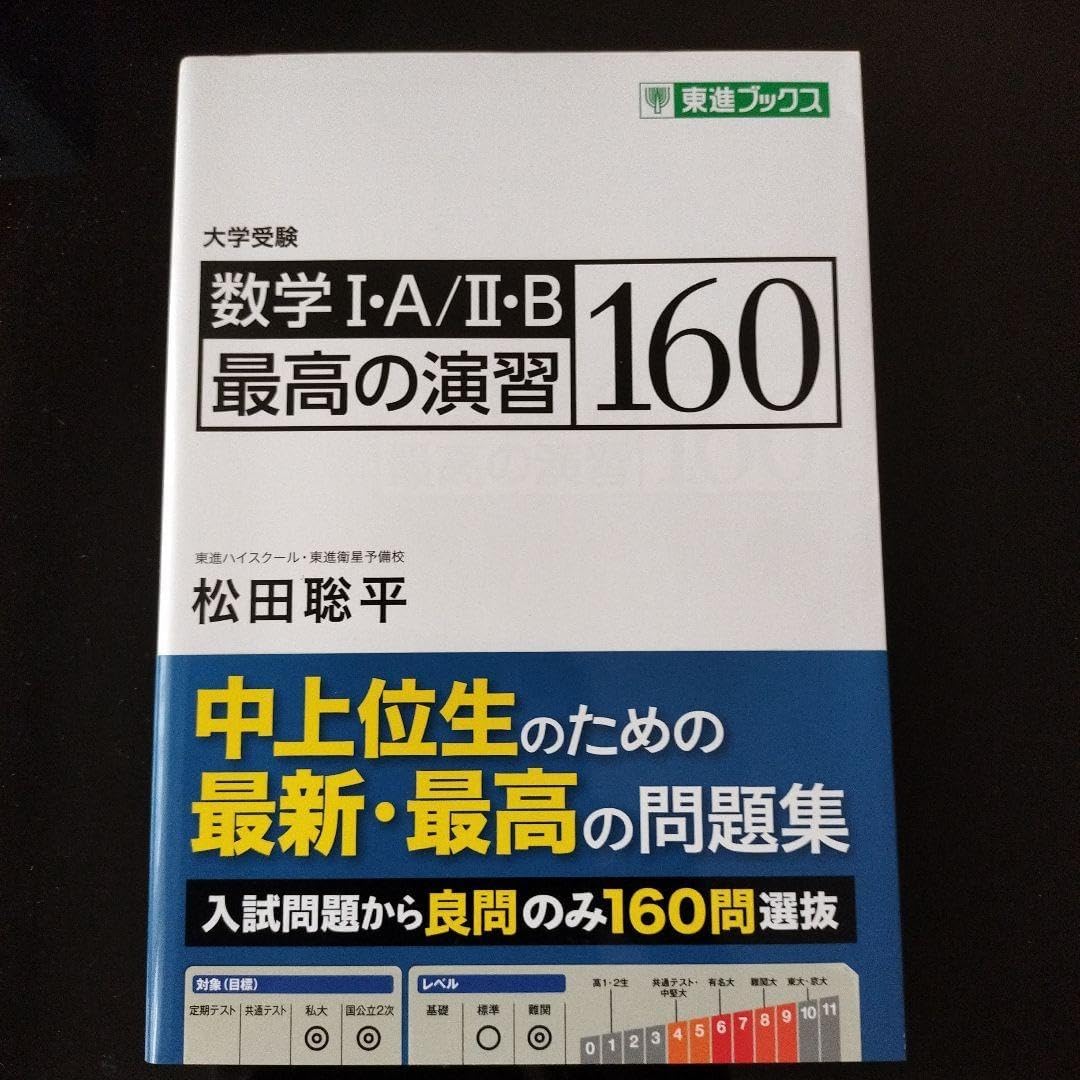 東進ブックス
大学受験
数学Ⅰ・A/Ⅱ・B
最高の演習
160
東進ハイスクール・東進衛星予備校
松田聡平
中上位生のための
最新・最高の問題集
入試問題から良問のみ160問選抜
対象(目標)
定期テスト 共通テスト 私大 国公立2次
◎ ◎
レベル
基礎 標準 難関
○ ◎
高1・2生 共通テスト・中堅大 有名大 難関大 東大・京大
0 1 2 3 4 5 6 7 8 9 10 11